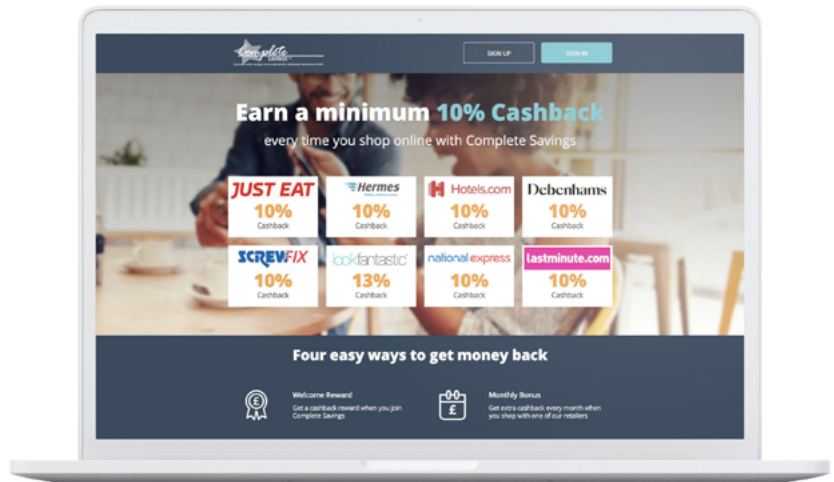 Complete
SAVINGS
SIGN UP
SIGN IN
Earn a minimum 10% Cashback
every time you shop online with Complete Savings
JUST EAT
10%
Cashback
Hermes
10%
Cashback
Hotels.com
10%
Cashback
Debenhams
10%
Cashback
SCREWFIX
10%
Cashback
lookfantastic
13%
Cashback
national express
10%
Cashback
lastminute.com
10%
Cashback
Four easy ways to get money back
Welcome Reward
Get a cashback reward when you join
Complete Savings
Monthly Bonus
Get extra cashback every month when
you shop with one of our retailers